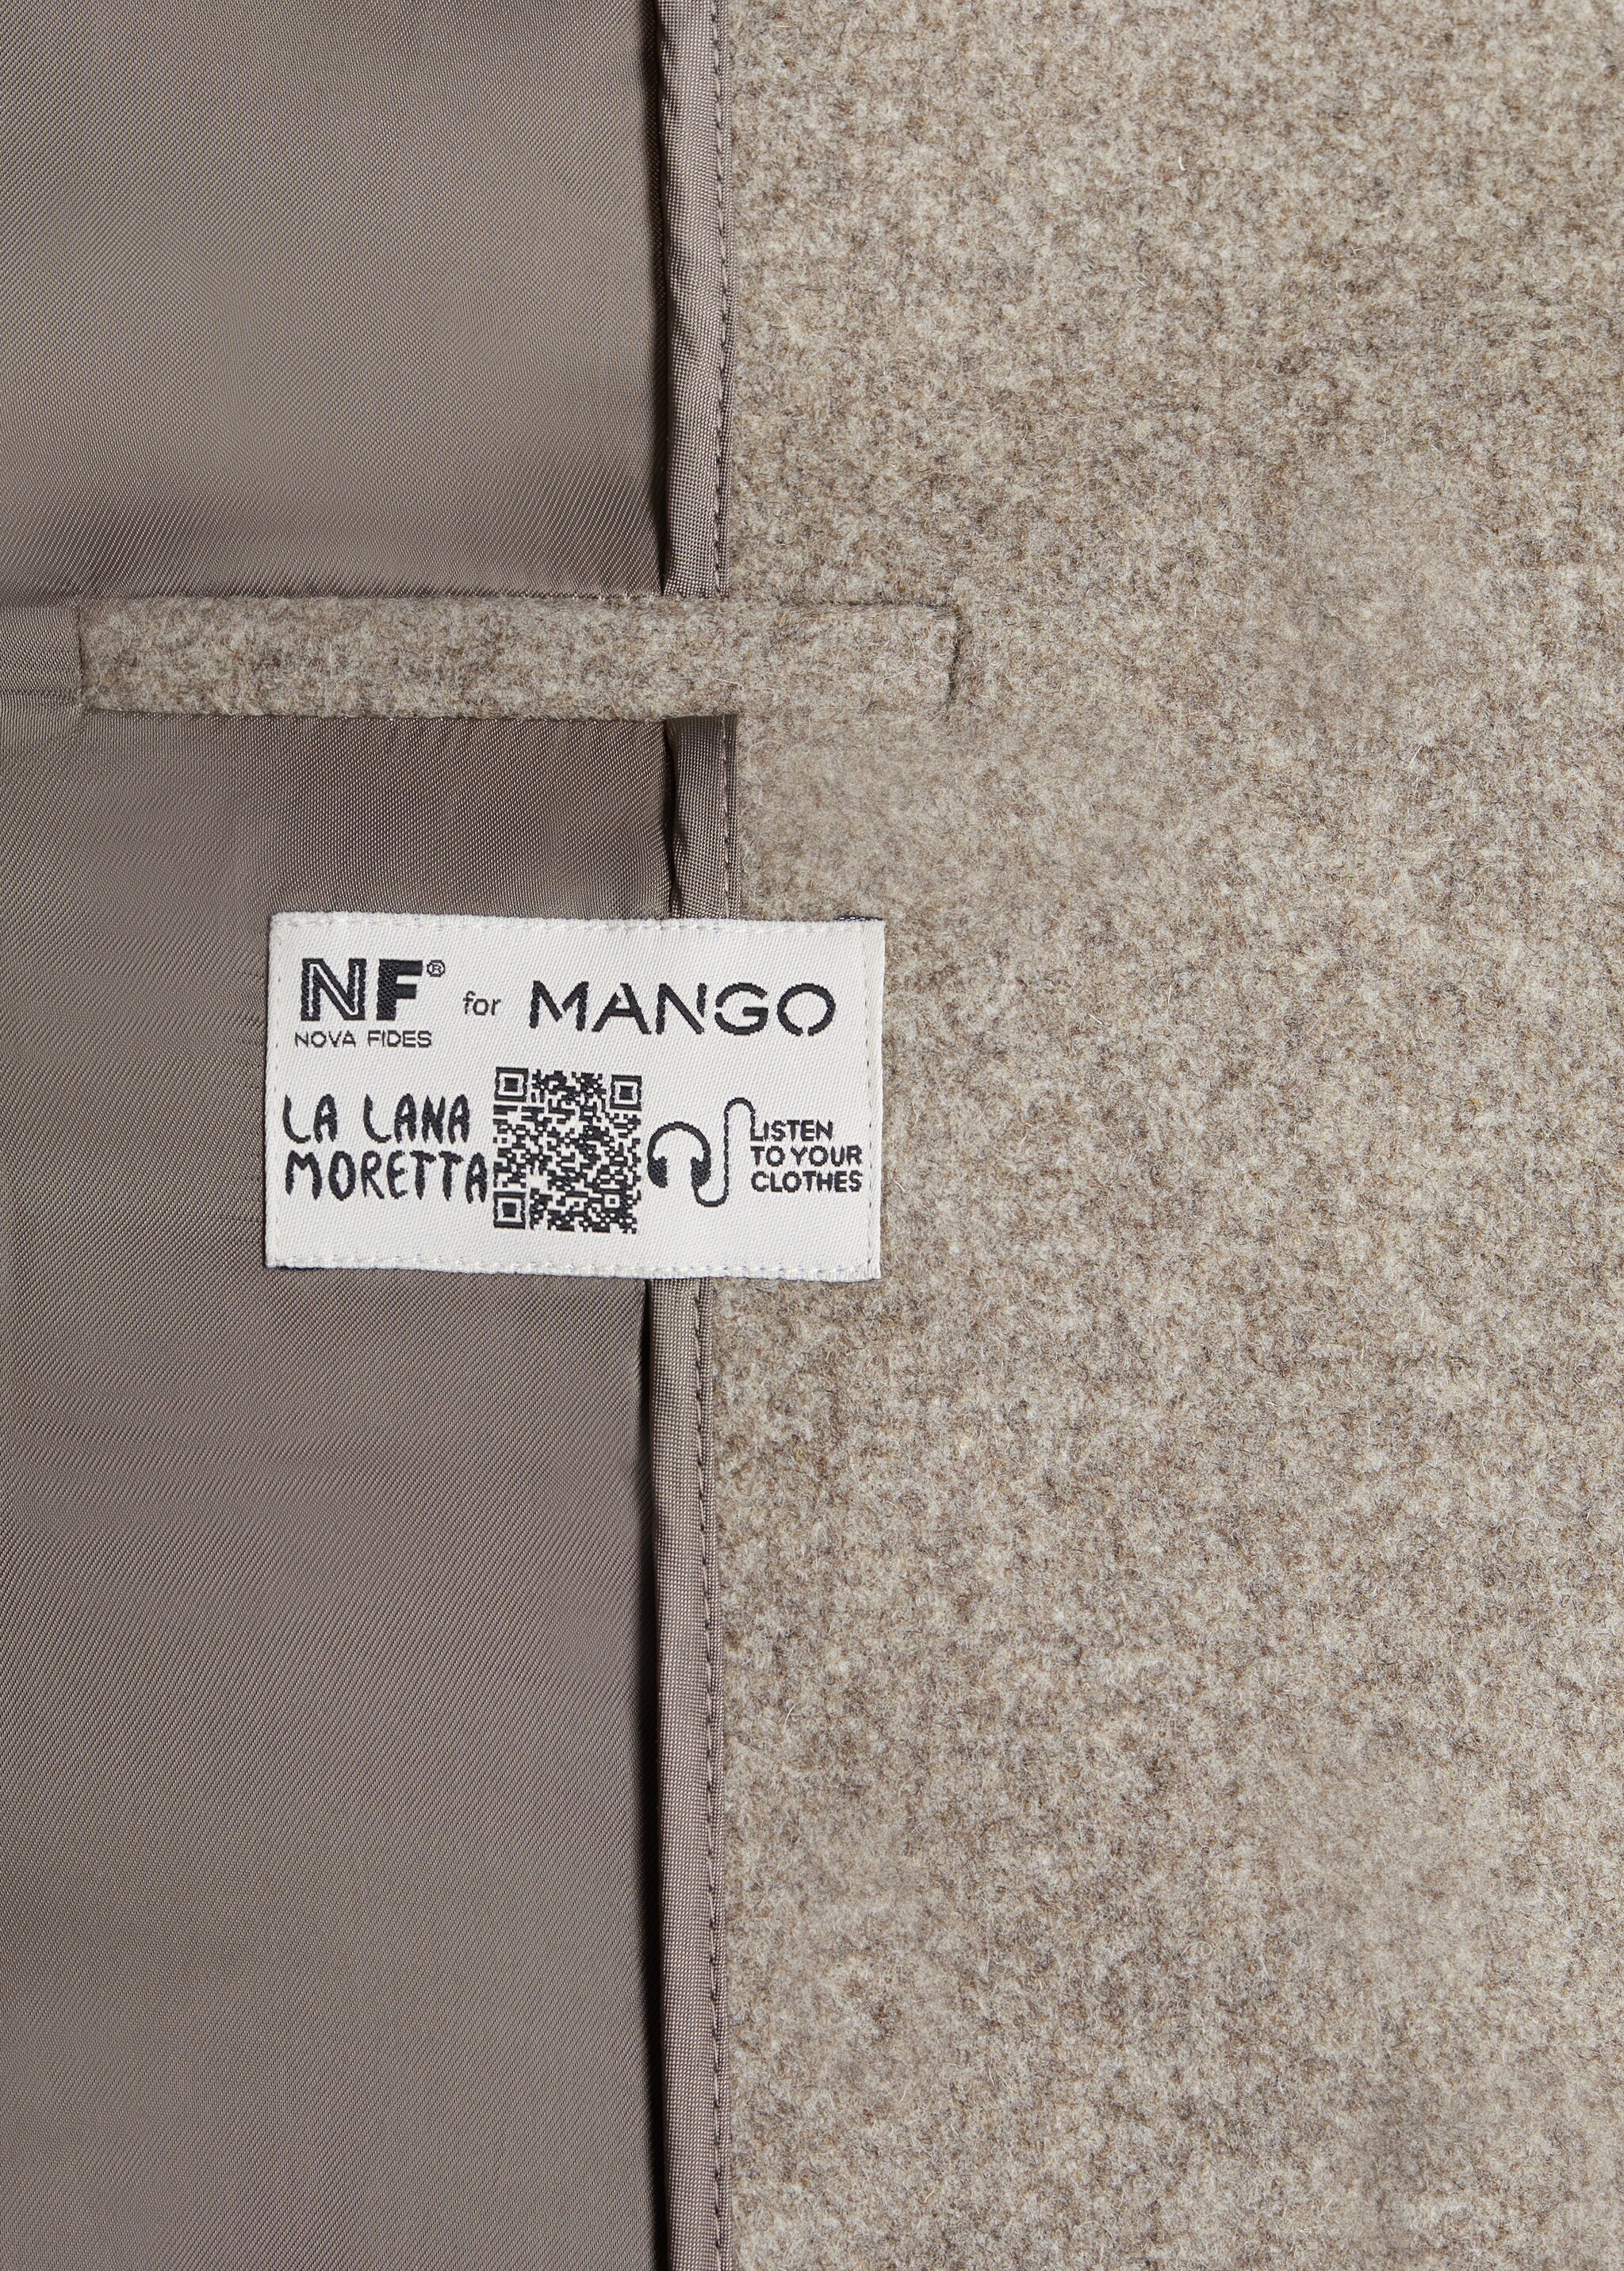 NF® for MANGO
NOVA FIDES
LA LANA
MORETTA
LISTEN
TO YOUR
CLOTHES